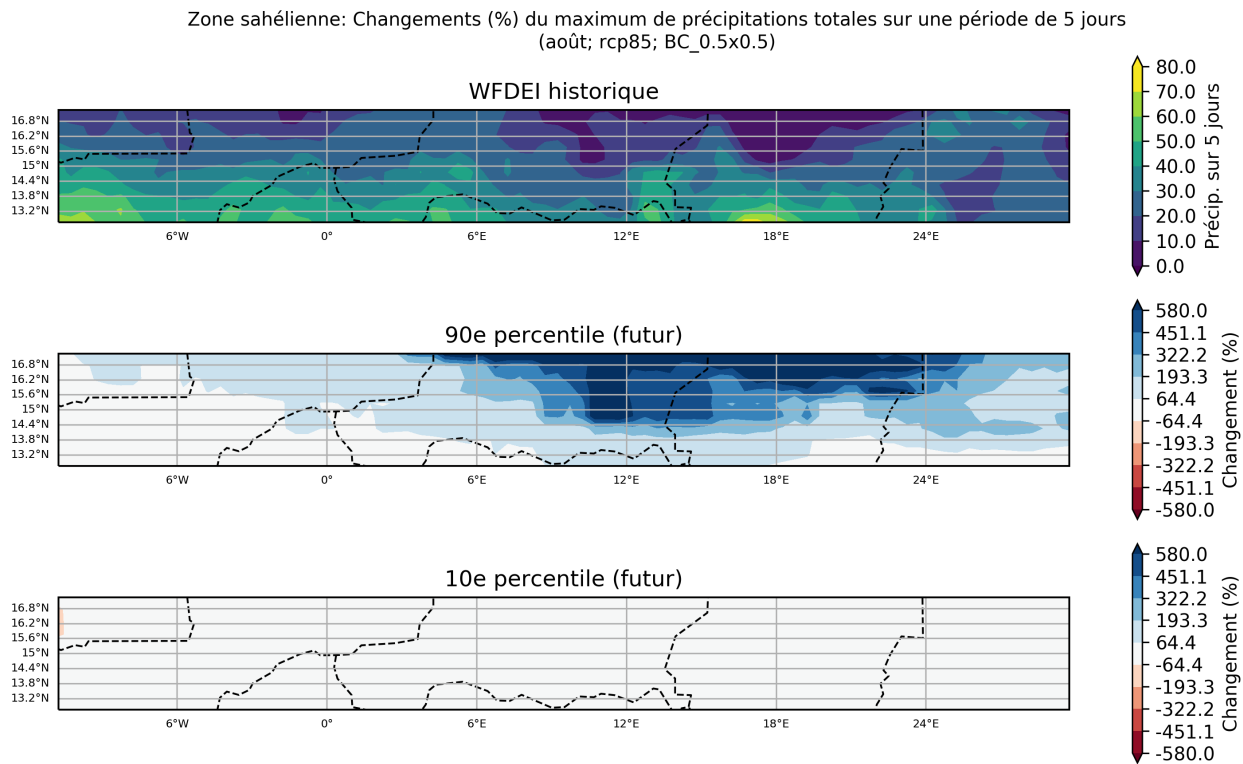 Zone sahélienne: Changements (%) du maximum de précipitations totales sur une période de 5 jours
(août; rcp85; BC_0.5x0.5)
WFDEI historique
16.8°N
16.2°N
15.6°N
15°N
14.4°N
13.8°N
13.2°N
6°W 0° 6°E 12°E 18°E 24°E
80.0
70.0
60.0
50.0
40.0
30.0
20.0
10.0
0.0
Précip. sur 5 jours
90e percentile (futur)
16.8°N
16.2°N
15.6°N
15°N
14.4°N
13.8°N
13.2°N
6°W 0° 6°E 12°E 18°E 24°E
580.0
451.1
322.2
193.3
64.4
-64.4
-193.3
-322.2
-451.1
-580.0
Changement (%)
10e percentile (futur)
16.8°N
16.2°N
15.6°N
15°N
14.4°N
13.8°N
13.2°N
6°W 0° 6°E 12°E 18°E 24°E
580.0
451.1
322.2
193.3
64.4
-64.4
-193.3
-322.2
-451.1
-580.0
Changement (%)